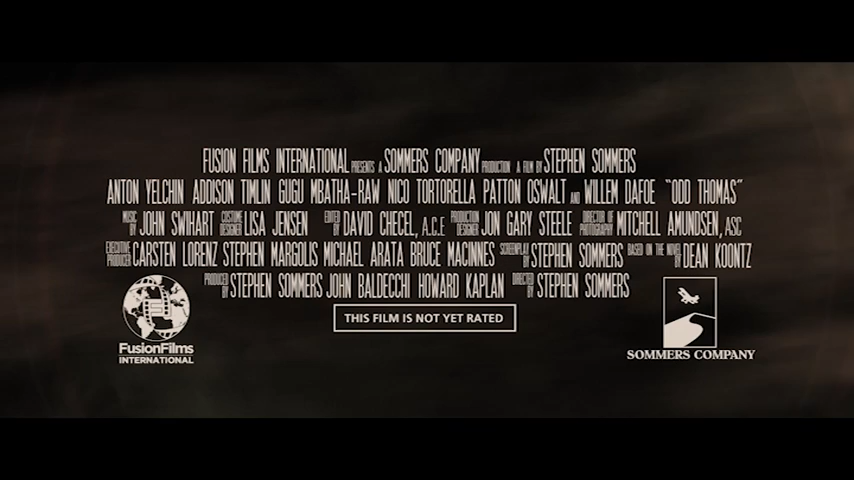 FUSION FILMS INTERNATIONAL PRESENTS A SOMMERS COMPANY PRODUCTION A FILM BY STEPHEN SOMMERS
ANTON YELCHIN ADDISON TIMLIN GUGU MBATHA-RAW NICO TORTORELLA PATTON OSWALT AND WILLEM DAFOE "ODD THOMAS"
MUSIC BY JOHN SWIHART COSTUME DESIGNER LISA JENSEN EDITED BY DAVID CHECEL, A.C.E PRODUCTION DESIGNER JON GARY STEELE DIRECTOR OF PHOTOGRAPHY MITCHELL AMUNDSEN, ASC
EXECUTIVE PRODUCER CARSTEN LORENZ STEPHEN MARGOLIS MICHAEL ARATA BRUCE MACINNES SCREENPLAY BY STEPHEN SOMMERS BASED ON THE NOVEL BY DEAN KOONTZ
PRODUCED BY STEPHEN SOMMERS JOHN BALDECCHI HOWARD KAPLAN DIRECTED BY STEPHEN SOMMERS
THIS FILM IS NOT YET RATED
FusionFilms
INTERNATIONAL
SOMMERS COMPANY